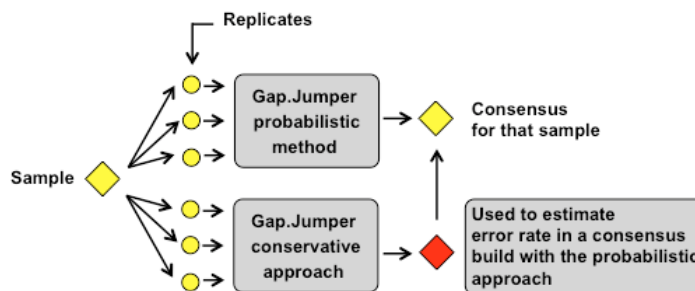 Replicates
Gap.Jumper
probabilistic
method
Consensus
for that sample
Sample
Gap.Jumper
conservative
approach
Used to estimate
error rate in a consensus
build with the probabilistic
approach